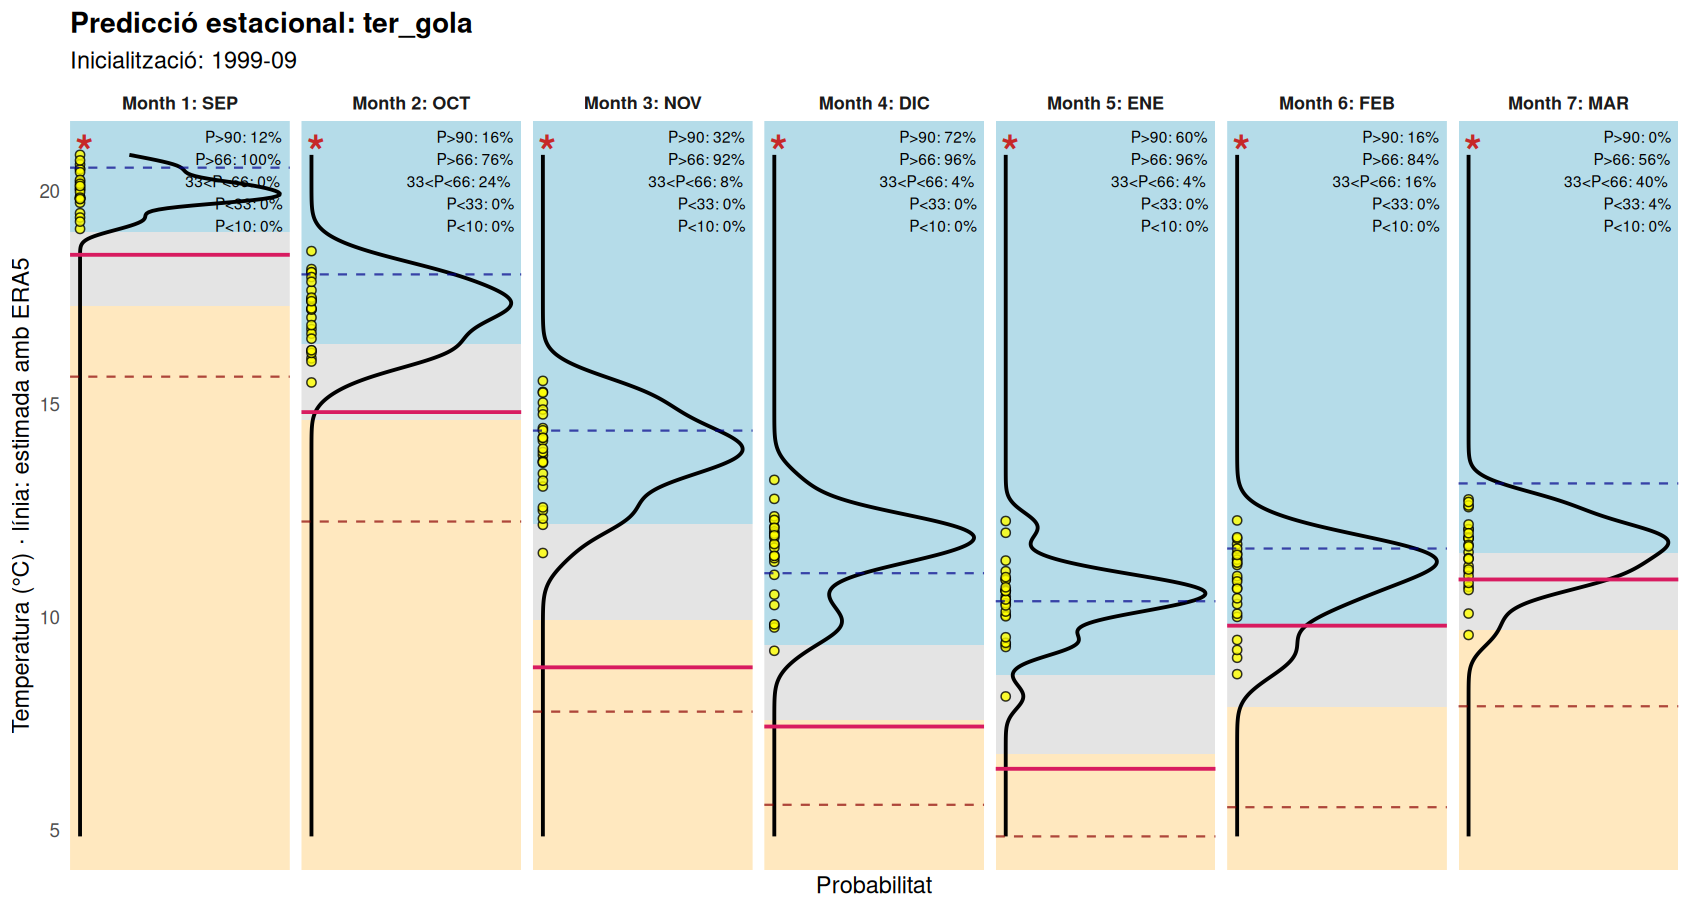 Predicció estacional: ter_gola
Inicialització: 1999-09
Month 1: SEP
Month 2: OCT
Month 3: NOV
Month 4: DIC
Month 5: ENE
Month 6: FEB
Month 7: MAR
P>90: 12%
P>66: 100%
33<P<66: 0%
P<33: 0%
P<10: 0%
P>90: 16%
P>66: 76%
33<P<66: 24%
P<33: 0%
P<10: 0%
P>90: 32%
P>66: 92%
33<P<66: 8%
P<33: 0%
P<10: 0%
P>90: 72%
P>66: 96%
33<P<66: 4%
P<33: 0%
P<10: 0%
P>90: 60%
P>66: 96%
33<P<66: 4%
P<33: 0%
P<10: 0%
P>90: 16%
P>66: 84%
33<P<66: 16%
P<33: 0%
P<10: 0%
P>90: 0%
P>66: 56%
33<P<66: 40%
P<33: 4%
P<10: 0%
20
15
10
5
Temperatura (°C) · línia: estimada amb ERA5
Probabilitat